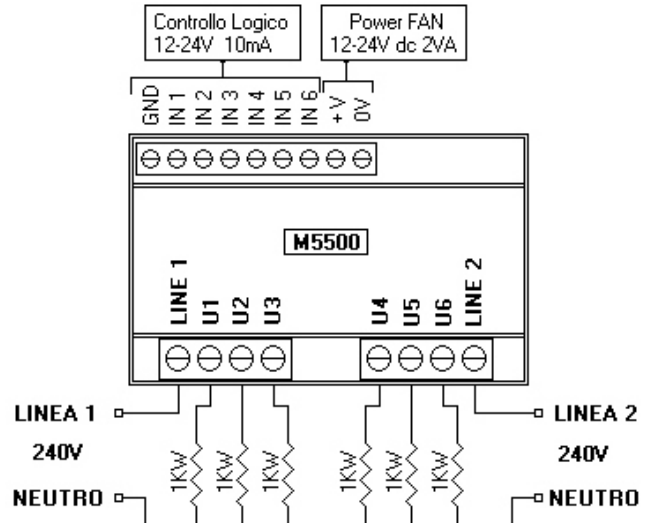 Controllo Logico
12-24V 10mA
Power FAN
12-24V dc 2VA
GND
IN 1
IN 2
IN 3
IN 4
IN 5
IN 6
+V
0V
M5500
LINE 1
U1
U2
U3
U4
U5
U6
LINE 2
LINEA 1
240V
NEUTRO
1KW
1KW
1KW
1KW
1KW
1KW
LINEA 2
240V
NEUTRO